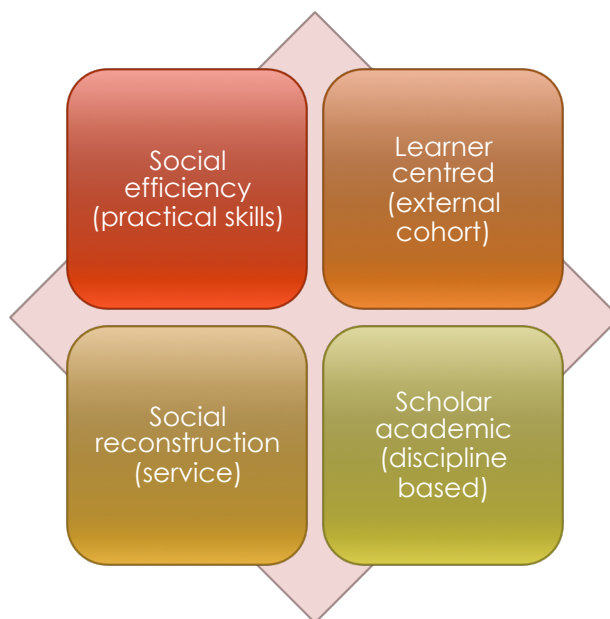 Social
efficiency
(practical skills)
Learner
centred
(external
cohort)
Social
reconstruction
(service)
Scholar
academic
(discipline
based)